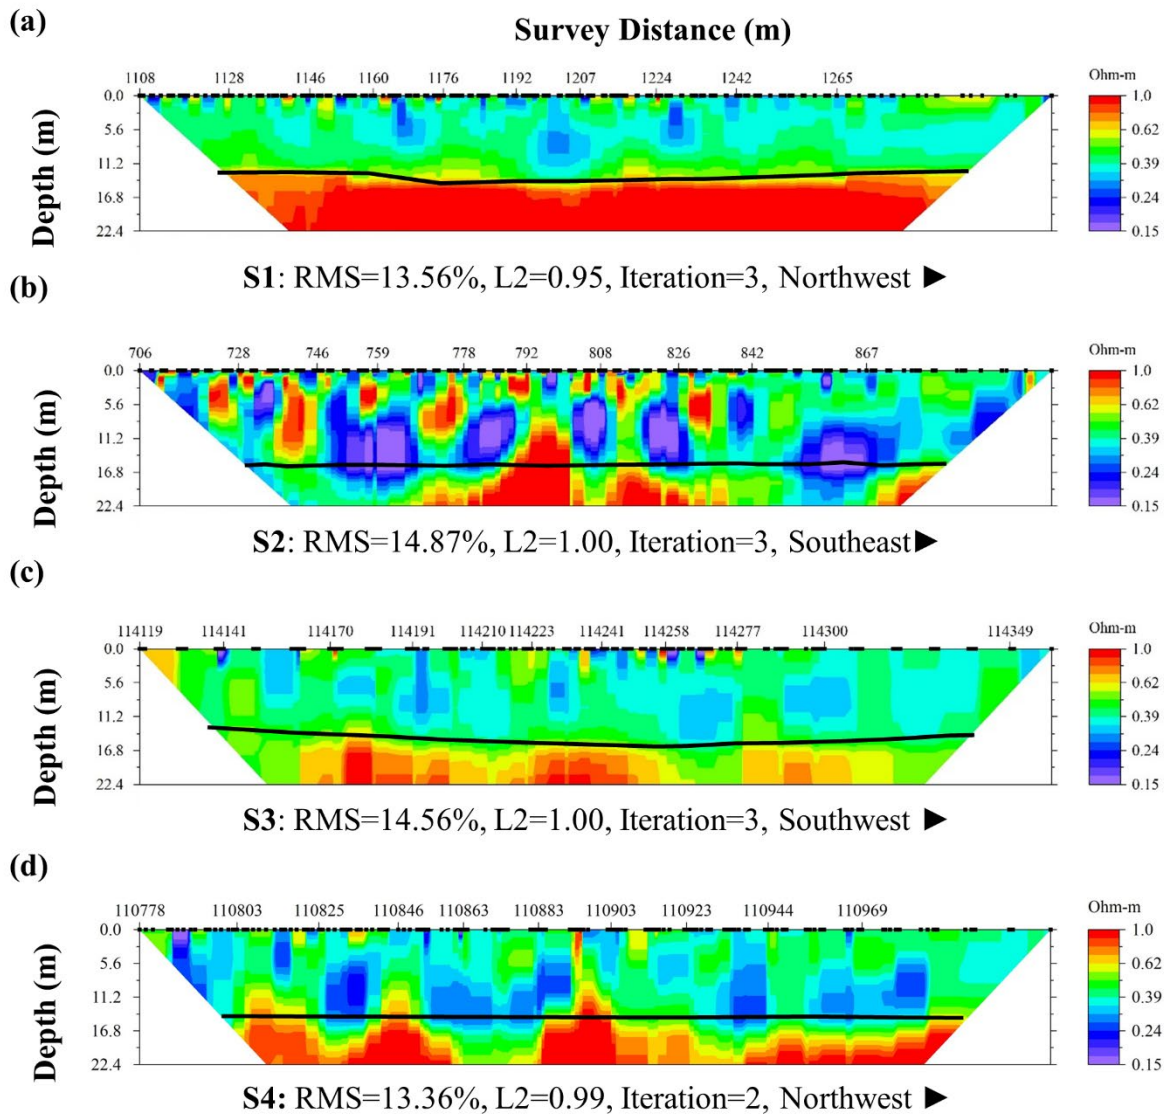 (a)
Survey Distance (m)
1108 1128 1146 1160 1176 1192 1207 1224 1242 1265
Ohm-m
Depth (m)
0.0
5.6
11.2
16.8
22.4
1.0
0.62
0.39
0.24
0.15
S1: RMS=13.56%, L2=0.95, Iteration=3, Northwest ►
(b)
706 728 746 759 778 792 808 826 842 867
Ohm-m
Depth (m)
0.0
5.6
11.2
16.8
22.4
1.0
0.62
0.39
0.24
0.15
S2: RMS=14.87%, L2=1.00, Iteration=3, Southeast►
(c)
114119 114141 114170 114191 114210 114223 114241 114258 114277 114300 114349
Ohm-m
Depth (m)
0.0
5.6
11.2
16.8
22.4
1.0
0.62
0.39
0.24
0.15
S3: RMS=14.56%, L2=1.00, Iteration=3, Southwest ►
(d)
110778 110803 110825 110846 110863 110883 110903 110923 110944 110969
Ohm-m
Depth (m)
0.0
5.6
11.2
16.8
22.4
1.0
0.62
0.39
0.24
0.15
S4: RMS=13.36%, L2=0.99, Iteration=2, Northwest ►